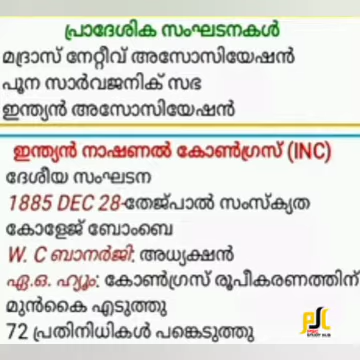 പ്രാദേശിക സംഘടനകൾ
മദ്രാസ് നേറ്റീവ് അസോസിയേഷൻ
പൂന സാർവജനിക് സഭ
ഇന്ത്യൻ അസോസിയേഷൻ
ഇന്ത്യൻ നാഷണൽ കോൺഗ്രസ് (INC)
ദേശീയ സംഘടന
1885 DEC 28-തേജ്പാൽ സംസ്കൃത
കോളേജ് ബോംബെ
W. C ബാനർജി: അധ്യക്ഷൻ
ഏ.ഒ. ഹ്യൂം: കോൺഗ്രസ് രൂപീകരണത്തിന്
മുൻകൈ എടുത്തു
72 പ്രതിനിധികൾ പങ്കെടുത്തു